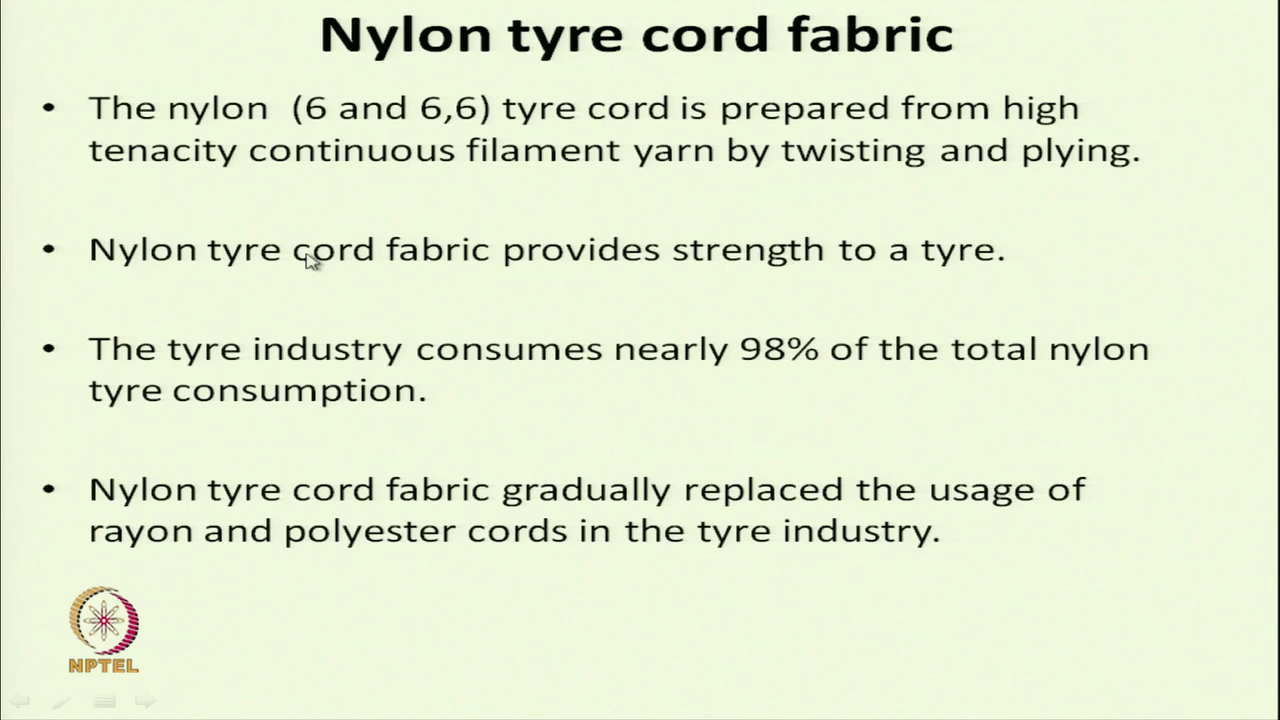 Nylon tyre cord fabric
• The nylon (6 and 6,6) tyre cord is prepared from high
tenacity continuous filament yarn by twisting and plying.
• Nylon tyre cord fabric provides strength to a tyre.
• The tyre industry consumes nearly 98% of the total nylon
tyre consumption.
• Nylon tyre cord fabric gradually replaced the usage of
rayon and polyester cords in the tyre industry.
NPTEL